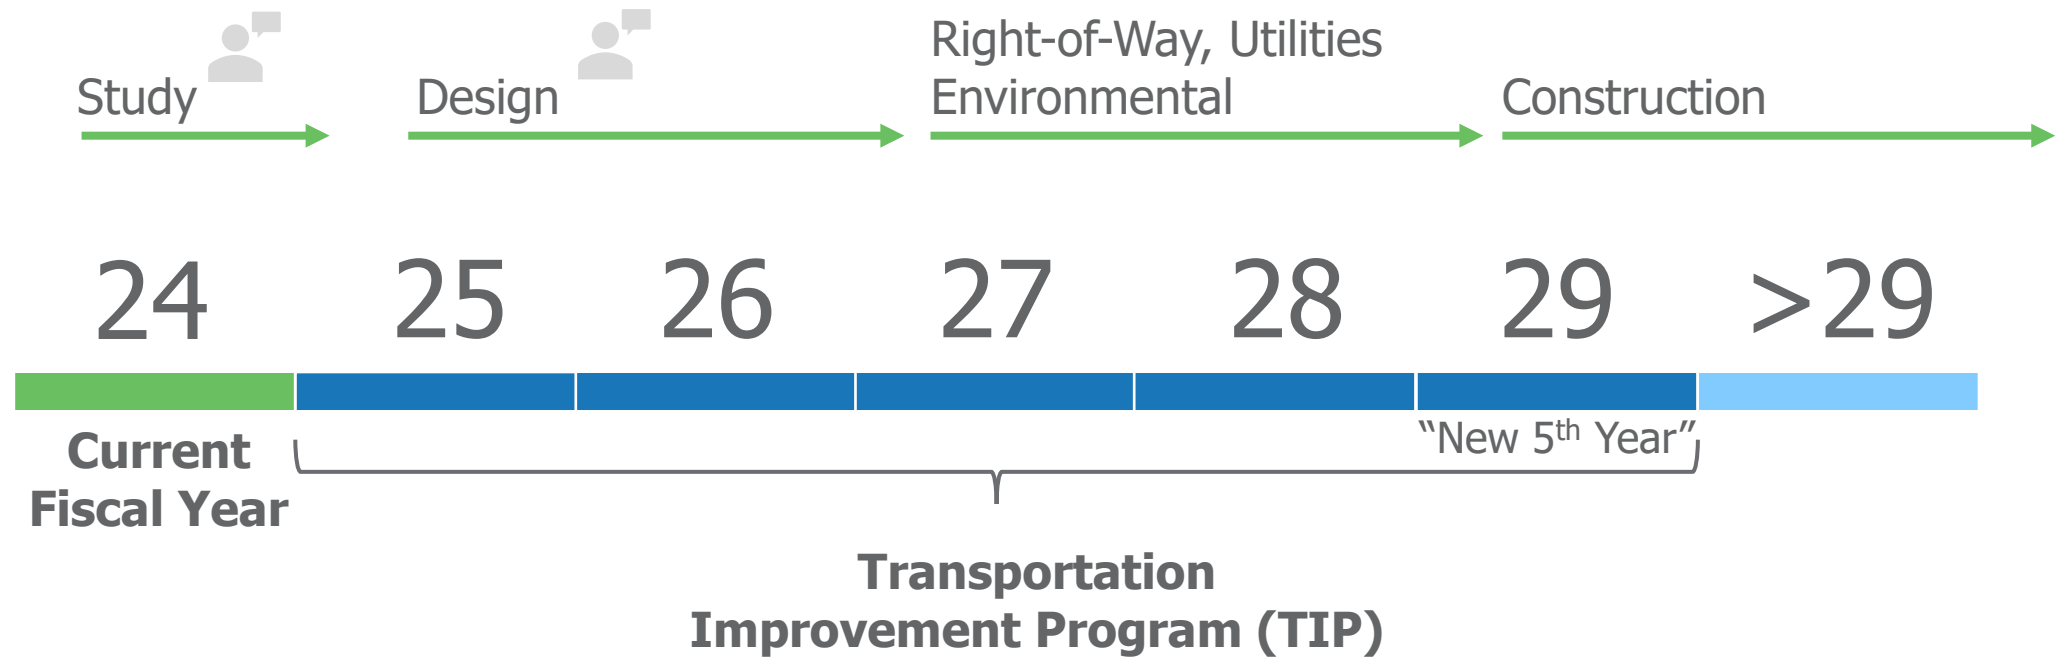 Study
Design
Right-of-Way, Utilities
Environmental
Construction
24 25 26 27 28 29 >29
"New 5th Year"
Current
Fiscal Year
Transportation
Improvement Program (TIP)